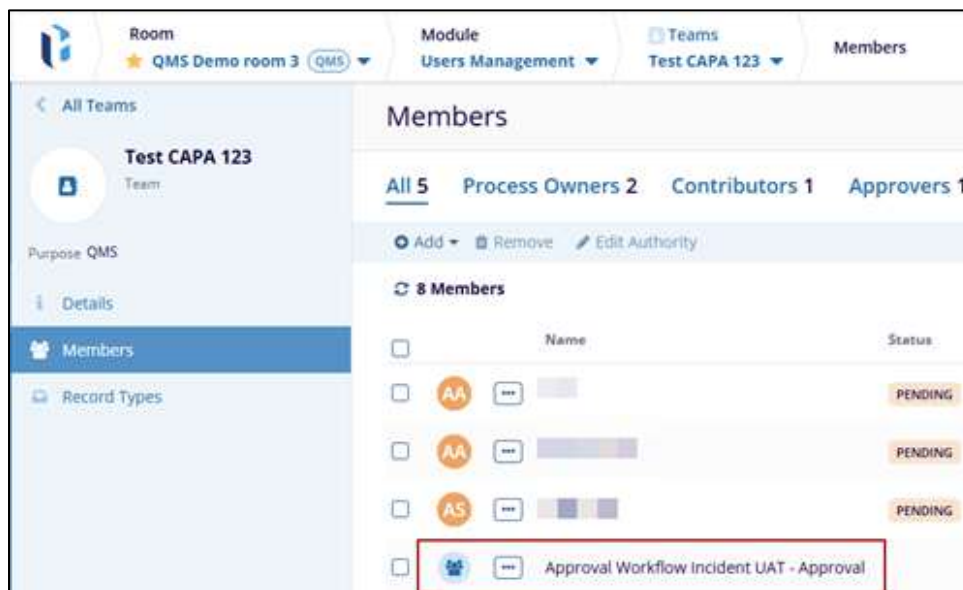 Room
QMS Demo room 3 QMS
Module
Users Management
Teams
Test CAPA 123
Members
All Teams
Test CAPA 123
Team
Purpose QMS
Details
Members
Record Types
Members
All 5 Process Owners 2 Contributors 1 Approvers 1
Add Remove Edit Authority
8 Members
Name Status
AA PENDING
AA PENDING
AS PENDING
Approval Workflow Incident UAT - Approval